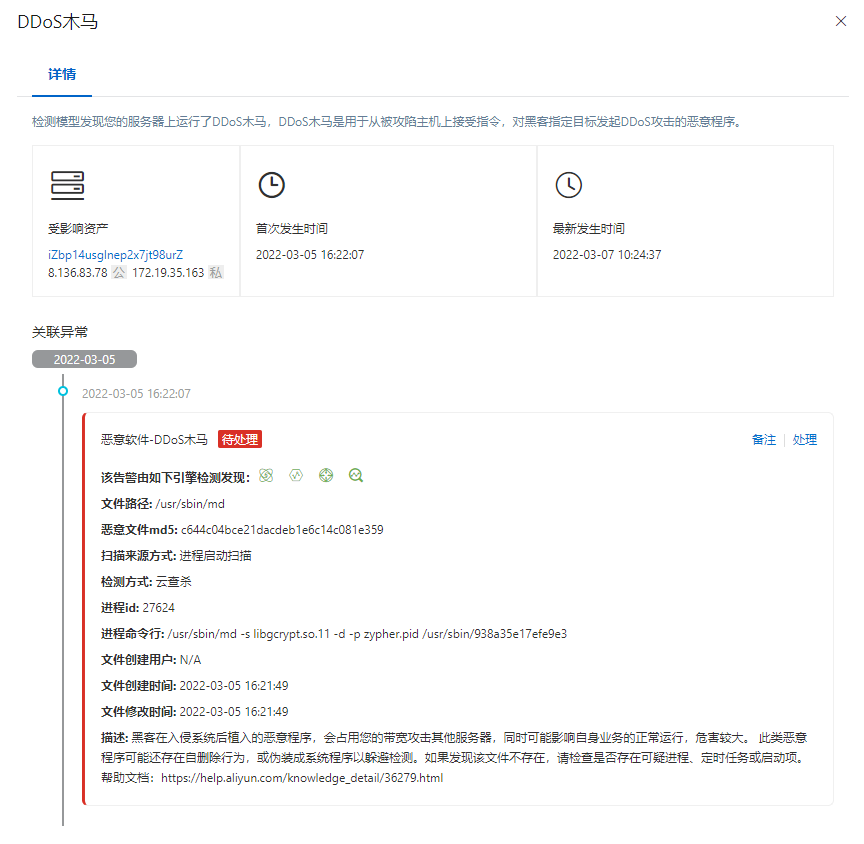 DDoS木马
详情
检测模型发现您的服务器上运行了DDoS木马，DDoS木马是用于从被攻陷主机上接受指令，对黑客指定目标发起DDoS攻击的恶意程序。
受影响资产
iZbp14usglnep2x7jt98urZ
8.136.83.78 公 172.19.35.163 私
首次发生时间
2022-03-05 16:22:07
最新发生时间
2022-03-07 10:24:37
关联异常
2022-03-05
2022-03-05 16:22:07
恶意软件-DDoS木马 待处理 备注 处理
该告警由如下引擎检测发现：
文件路径: /usr/sbin/md
恶意文件md5: c644c04bce21dacdeb1e6c14c081e359
扫描来源方式: 进程启动扫描
检测方式: 云查杀
进程id: 27624
进程命令行: /usr/sbin/md -s libgcrypt.so.11 -d -p zypher.pid /usr/sbin/938a35e17efe9e3
文件创建用户: N/A
文件创建时间: 2022-03-05 16:21:49
文件修改时间: 2022-03-05 16:21:49
描述: 黑客在入侵系统后植入的恶意程序，会占用您的带宽攻击其他服务器，同时可能影响自身业务的正常运行，危害较大。 此类恶意
程序可能还存在自删除行为，或伪装成系统程序以躲避检测。如果发现该文件不存在，请检查是否存在可疑进程、定时任务或启动项。
帮助文档：https://help.aliyun.com/knowledge_detail/36279.html